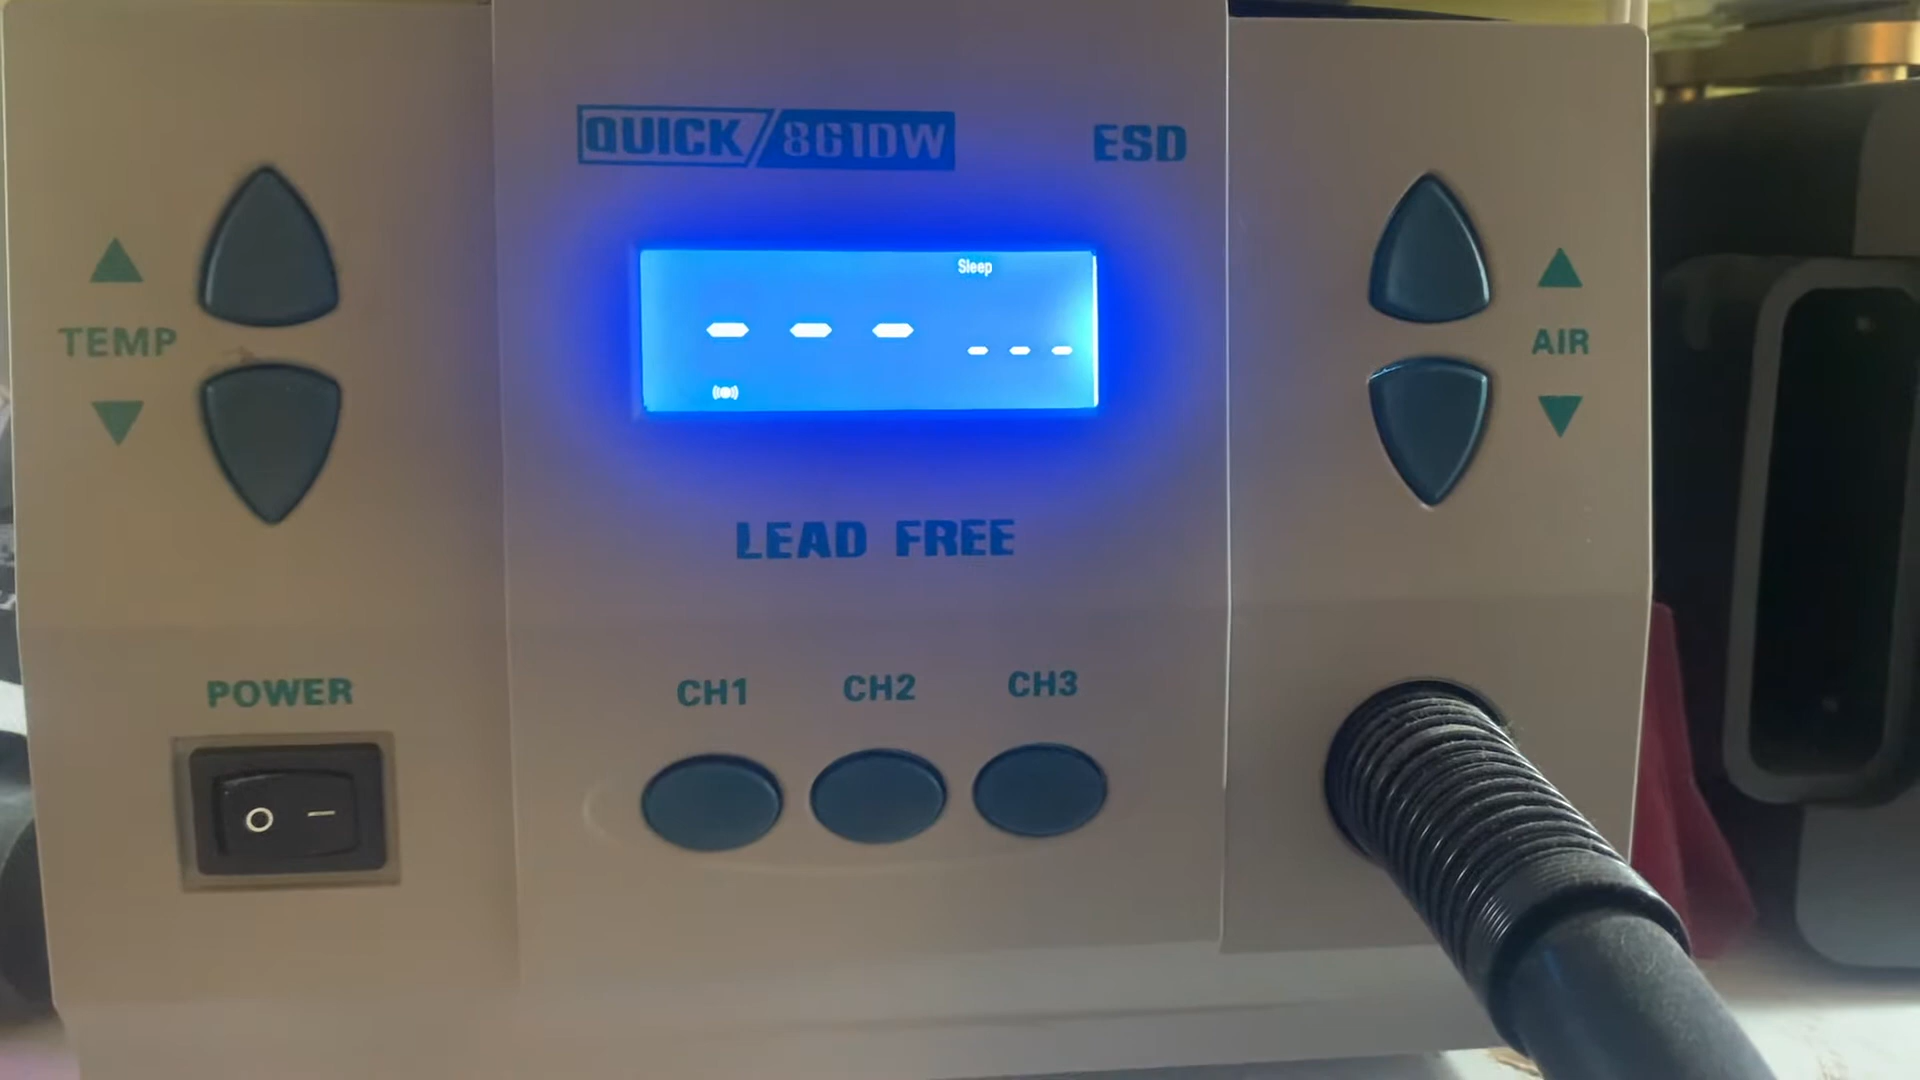 QUICK/861DW ESD
Sleep
--- ---
TEMP
AIR
LEAD FREE
POWER
CH1 CH2 CH3